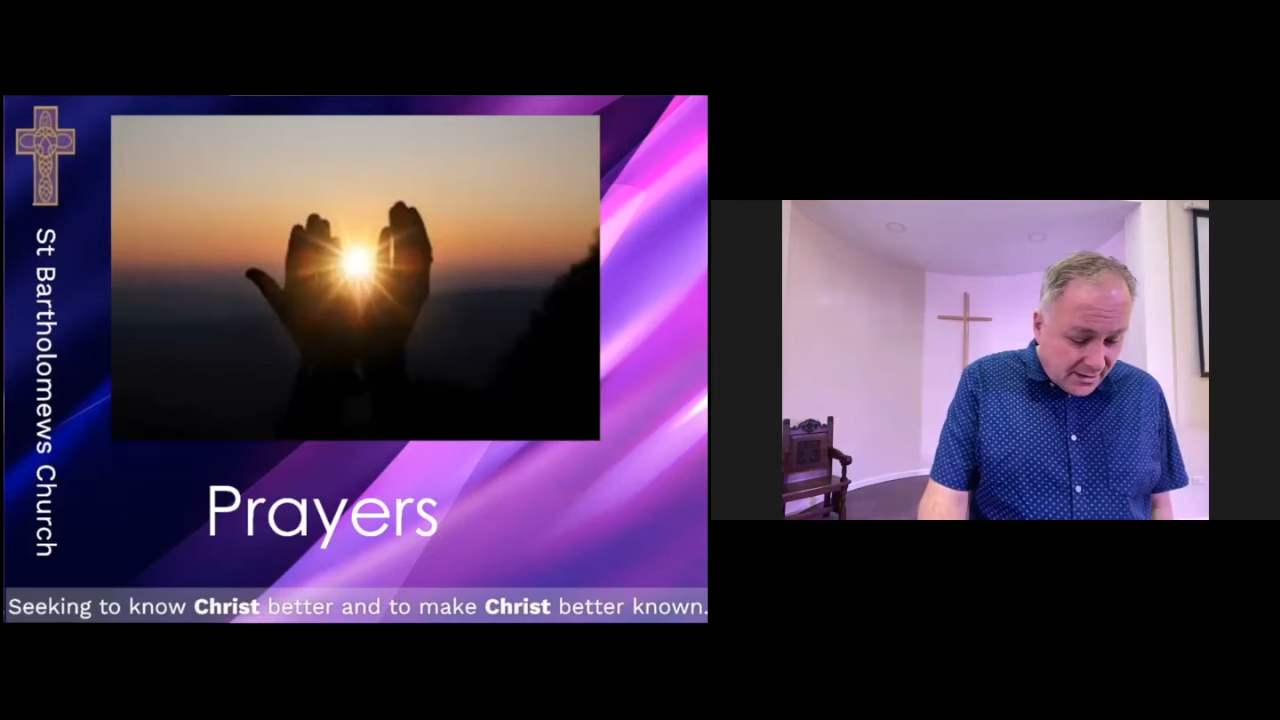 St Bartholomews Church
Prayers
Seeking to know Christ better and to make Christ better known.